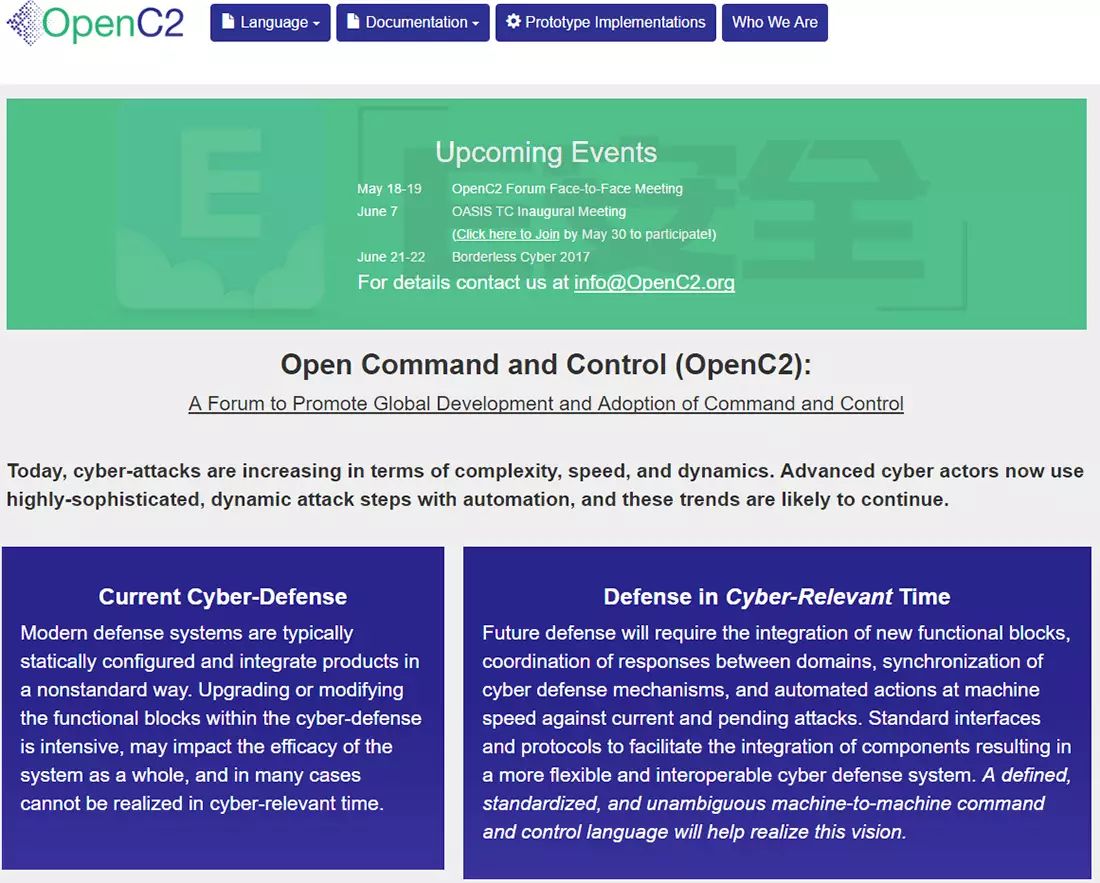 OpenC2
Language
Documentation
Prototype Implementations
Who We Are
E安全
Upcoming Events
May 18-19 OpenC2 Forum Face-to-Face Meeting
June 7 OASIS TC Inaugural Meeting
(Click here to Join by May 30 to participate!)
June 21-22 Borderless Cyber 2017
For details contact us at info@OpenC2.org
Open Command and Control (OpenC2):
A Forum to Promote Global Development and Adoption of Command and Control
Today, cyber-attacks are increasing in terms of complexity, speed, and dynamics. Advanced cyber actors now use
highly-sophisticated, dynamic attack steps with automation, and these trends are likely to continue.
Current Cyber-Defense
Modern defense systems are typically
statically configured and integrate products in
a nonstandard way. Upgrading or modifying
the functional blocks within the cyber-defense
is intensive, may impact the efficacy of the
system as a whole, and in many cases
cannot be realized in cyber-relevant time.
Defense in Cyber-Relevant Time
Future defense will require the integration of new functional blocks,
coordination of responses between domains, synchronization of
cyber defense mechanisms, and automated actions at machine
speed against current and pending attacks. Standard interfaces
and protocols to facilitate the integration of components resulting in
a more flexible and interoperable cyber defense system. A defined,
standardized, and unambiguous machine-to-machine command
and control language will help realize this vision.